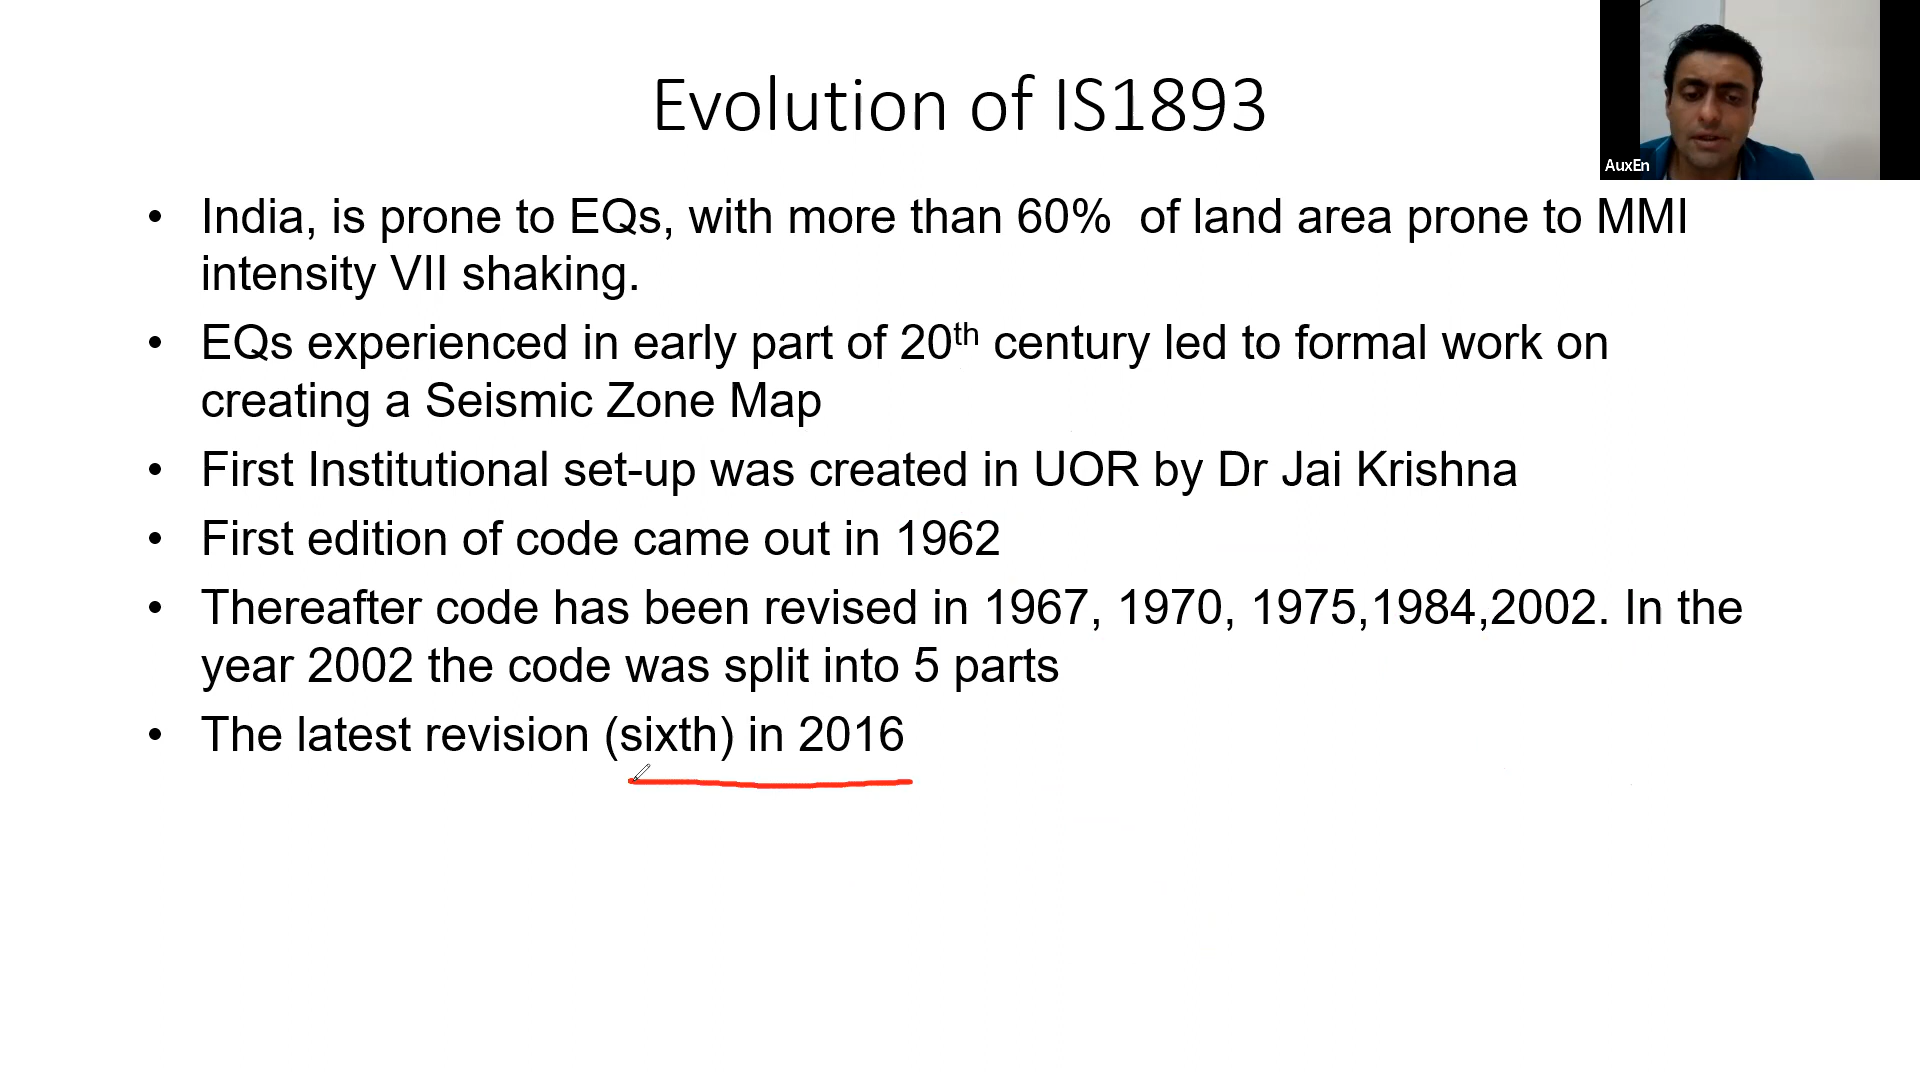 Evolution of IS1893
AuxEn
• India, is prone to EQs, with more than 60%  of land area prone to MMI
intensity VII shaking.
• EQs experienced in early part of 20th century led to formal work on
creating a Seismic Zone Map
• First Institutional set-up was created in UOR by Dr Jai Krishna
• First edition of code came out in 1962
• Thereafter code has been revised in 1967, 1970, 1975,1984,2002. In the
year 2002 the code was split into 5 parts
• The latest revision (sixth) in 2016